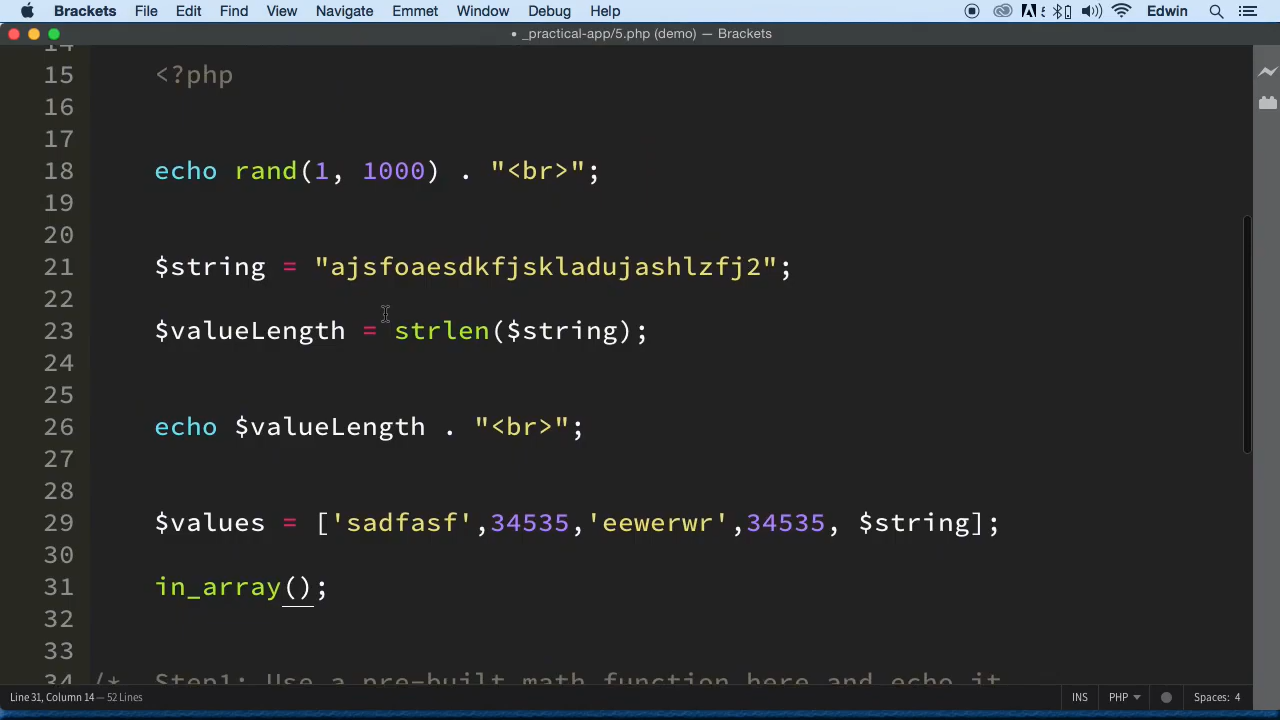 Brackets File Edit Find View Navigate Emmet Window Debug Help Edwin
• _practical-app/5.php (demo) — Brackets
14
15 <?php
16
17
18 echo rand(1, 1000) . "<br>";
19
20
21 $string = "ajsfoaesdkfjskladujashlzfj2";
22
23 $valueLength = strlen($string);
24
25
26 echo $valueLength . "<br>";
27
28
29 $values = ['sadfasf',34535,'eewerwr',34535, $string];
30
31 in_array();
32
33
34 /* Step1: Use a pre-built math function here and echo it
Line 31, Column 14 — 52 Lines INS PHP Spaces: 4